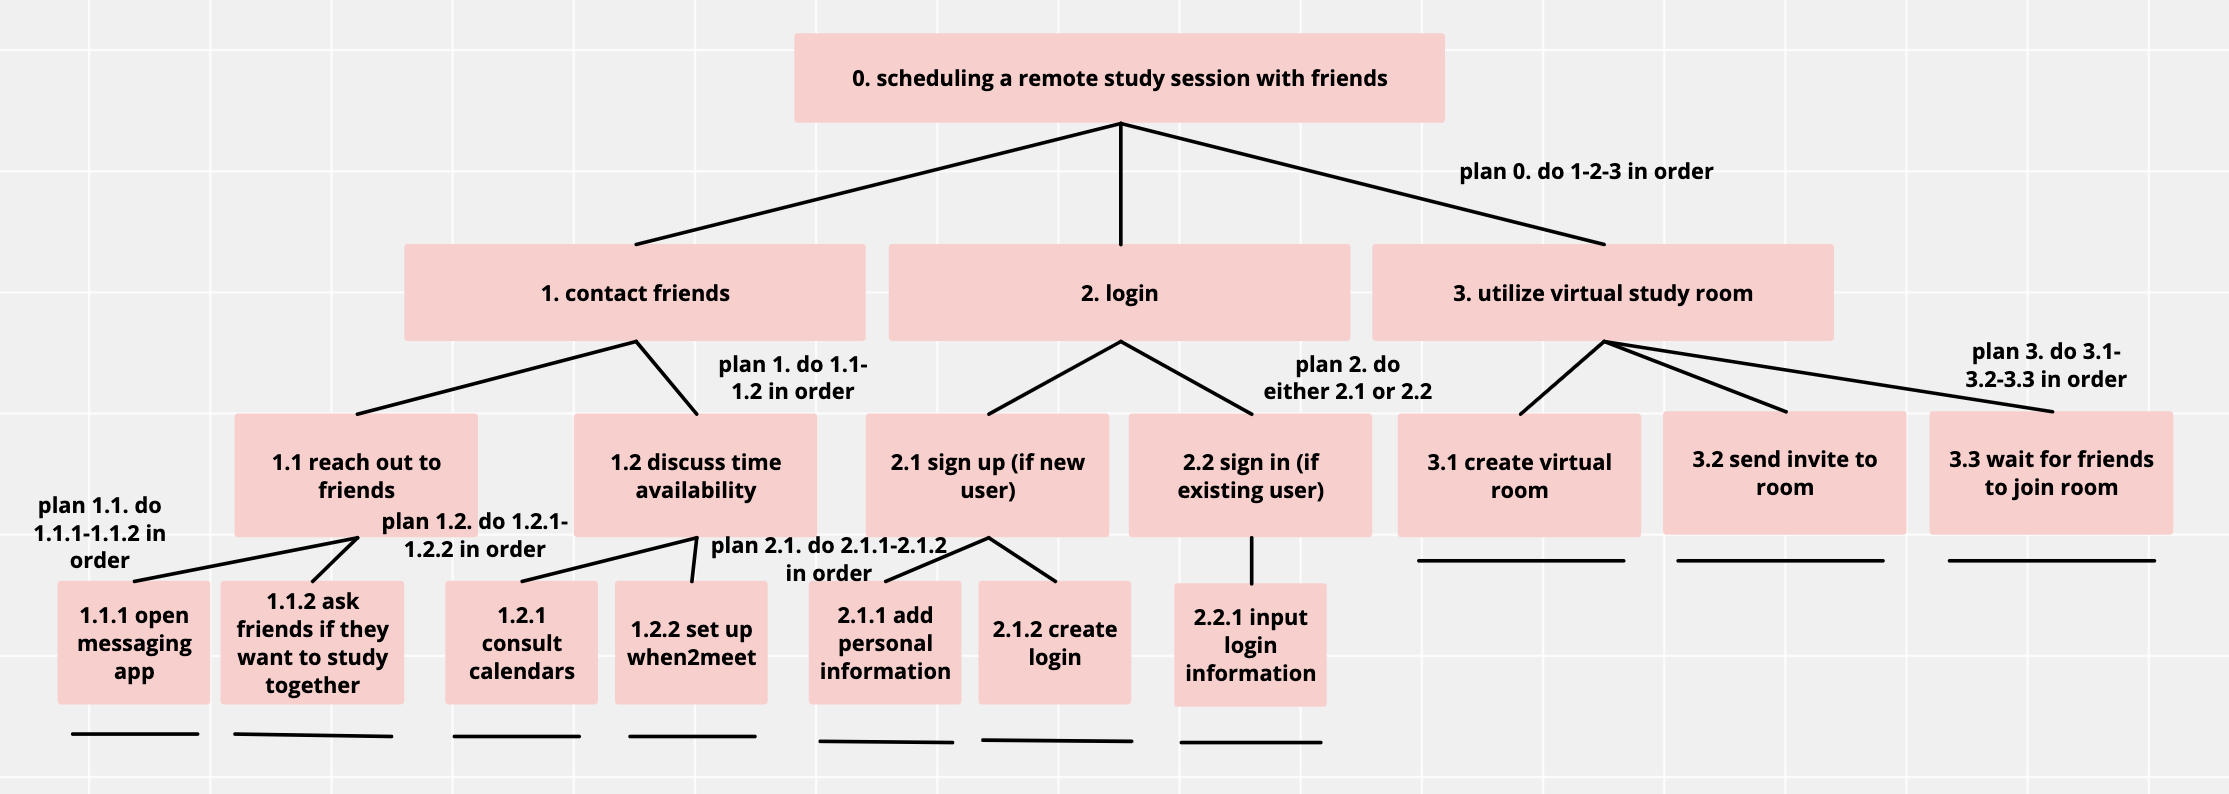 0. scheduling a remote study session with friends
plan 0. do 1-2-3 in order
1. contact friends
2. login
3. utilize virtual study room
plan 1. do 1.1-
1.2 in order
plan 2. do
either 2.1 or 2.2
plan 3. do 3.1-
3.2-3.3 in order
1.1 reach out to
friends
1.2 discuss time
availability
2.1 sign up (if new
user)
2.2 sign in (if
existing user)
3.1 create virtual
room
3.2 send invite to
room
3.3 wait for friends
to join room
plan 1.1. do
1.1.1-1.1.2 in
order
plan 1.2. do 1.2.1-
1.2.2 in order
plan 2.1. do 2.1.1-2.1.2
in order
1.1.1 open
messaging
app
1.1.2 ask
friends if they
want to study
together
1.2.1
consult
calendars
1.2.2 set up
when2meet
2.1.1 add
personal
information
2.1.2 create
login
2.2.1 input
login
information